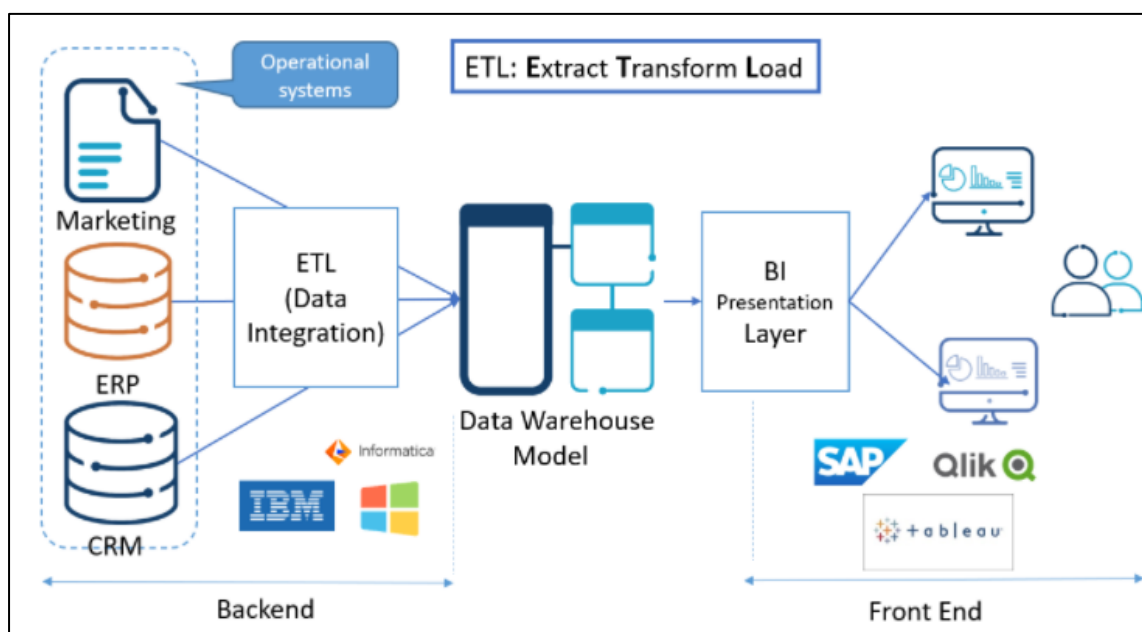 Operational
systems
ETL: Extract Transform Load
Marketing
ERP
CRM
ETL
(Data
Integration)
Informatica
IBM
Data Warehouse
Model
BI
Presentation
Layer
SAP
Qlik
+ableau
Backend
Front End